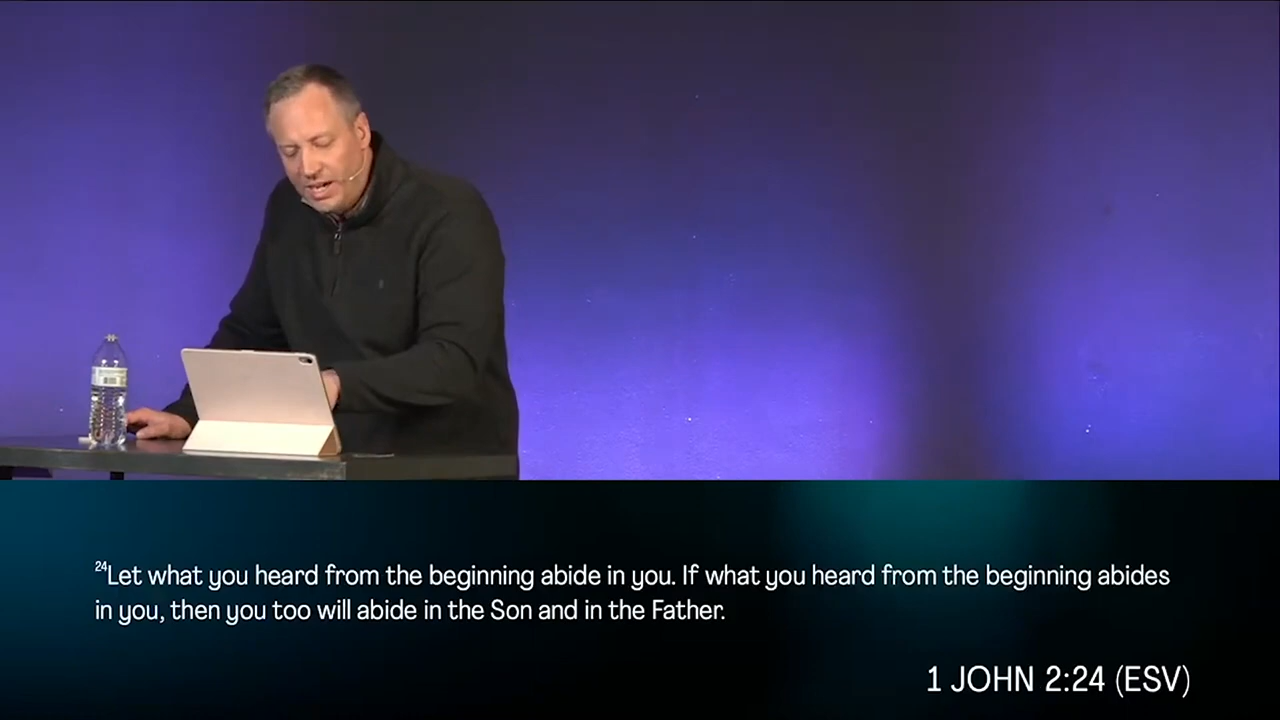 24Let what you heard from the beginning abide in you. If what you heard from the beginning abides
in you, then you too will abide in the Son and in the Father.
1 JOHN 2:24 (ESV)